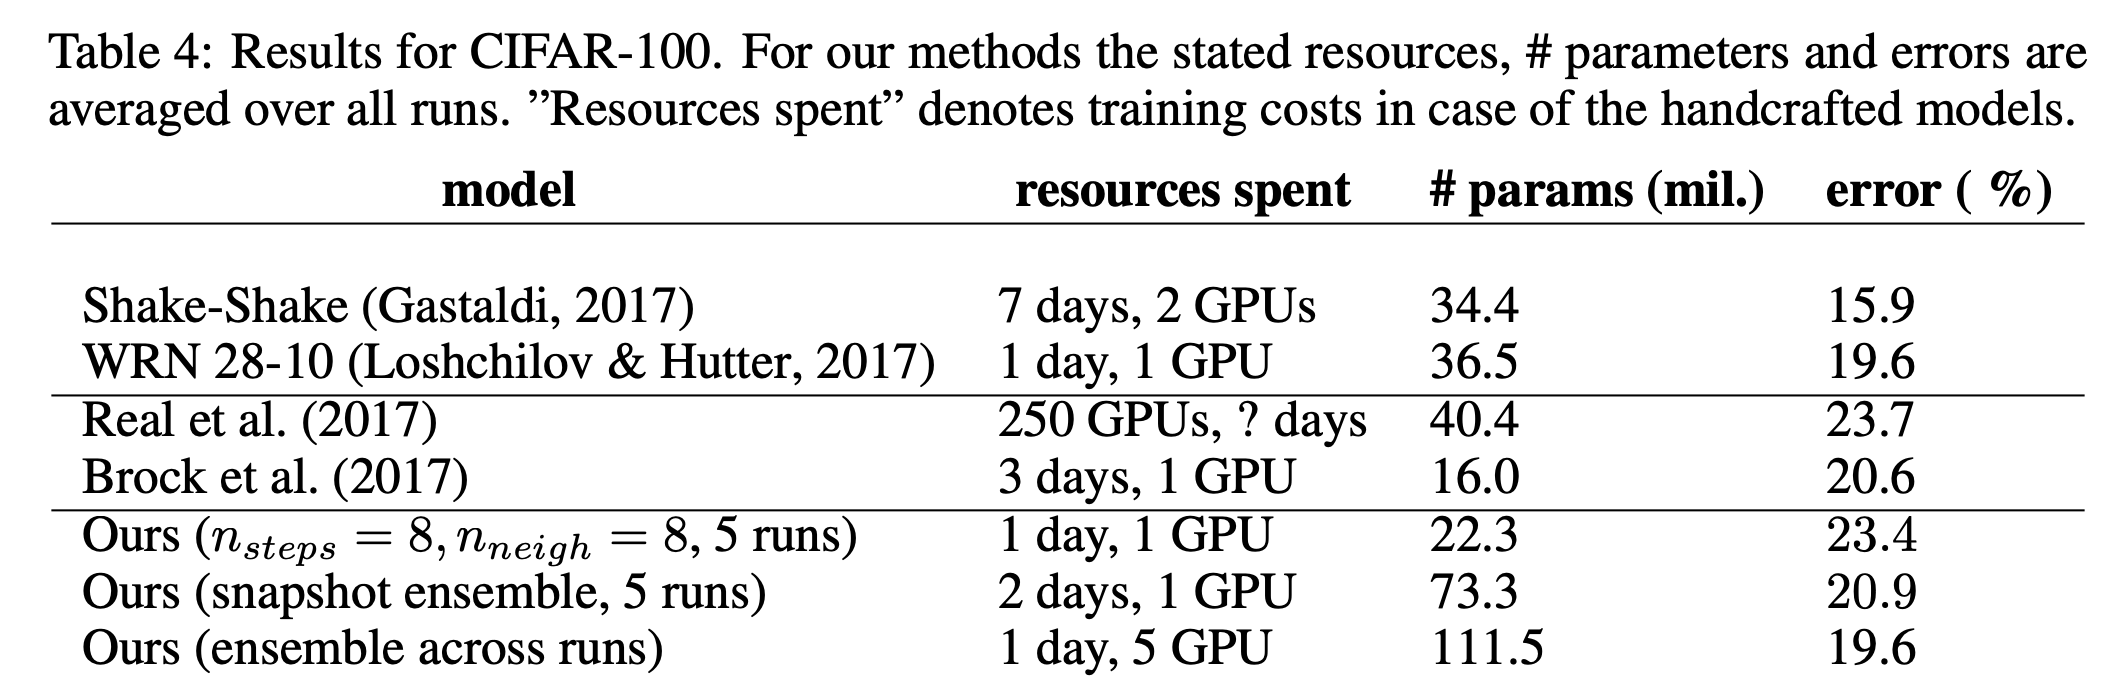 Table 4: Results for CIFAR-100. For our methods the stated resources, # parameters and errors are
averaged over all runs. ”Resources spent” denotes training costs in case of the handcrafted models.
model resources spent # params (mil.) error ( %)
Shake-Shake (Gastaldi, 2017) 7 days, 2 GPUs 34.4 15.9
WRN 28-10 (Loshchilov & Hutter, 2017) 1 day, 1 GPU 36.5 19.6
Real et al. (2017) 250 GPUs, ? days 40.4 23.7
Brock et al. (2017) 3 days, 1 GPU 16.0 20.6
Ours (n_steps = 8, n_neigh = 8, 5 runs) 1 day, 1 GPU 22.3 23.4
Ours (snapshot ensemble, 5 runs) 2 days, 1 GPU 73.3 20.9
Ours (ensemble across runs) 1 day, 5 GPU 111.5 19.6